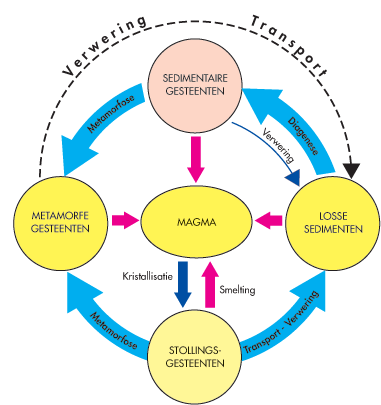 Verwering
Transport
SEDIMENTAIRE
GESTEENTEN
Metamorfose
Diagenese
Verwering
METAMORFE
GESTEENTEN
MAGMA
LOSSE
SEDIMENTEN
Kristallisatie
Smelting
Metamorfose
Transport - Verwering
STOLLINGS-
GESTEENTEN